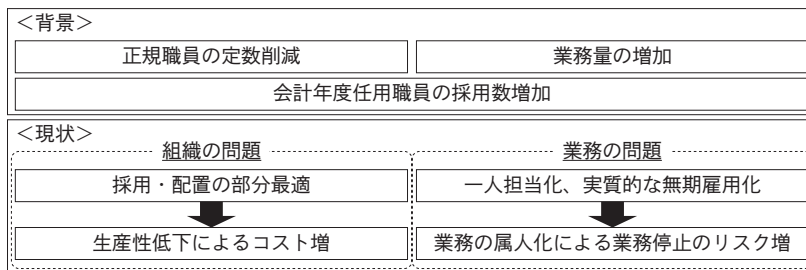 ＜背景＞
正規職員の定数削減
業務量の増加
会計年度任用職員の採用数増加
＜現状＞
組織の問題
業務の問題
採用・配置の部分最適
一人担当化、実質的な無期雇用化
生産性低下によるコスト増
業務の属人化による業務停止のリスク増